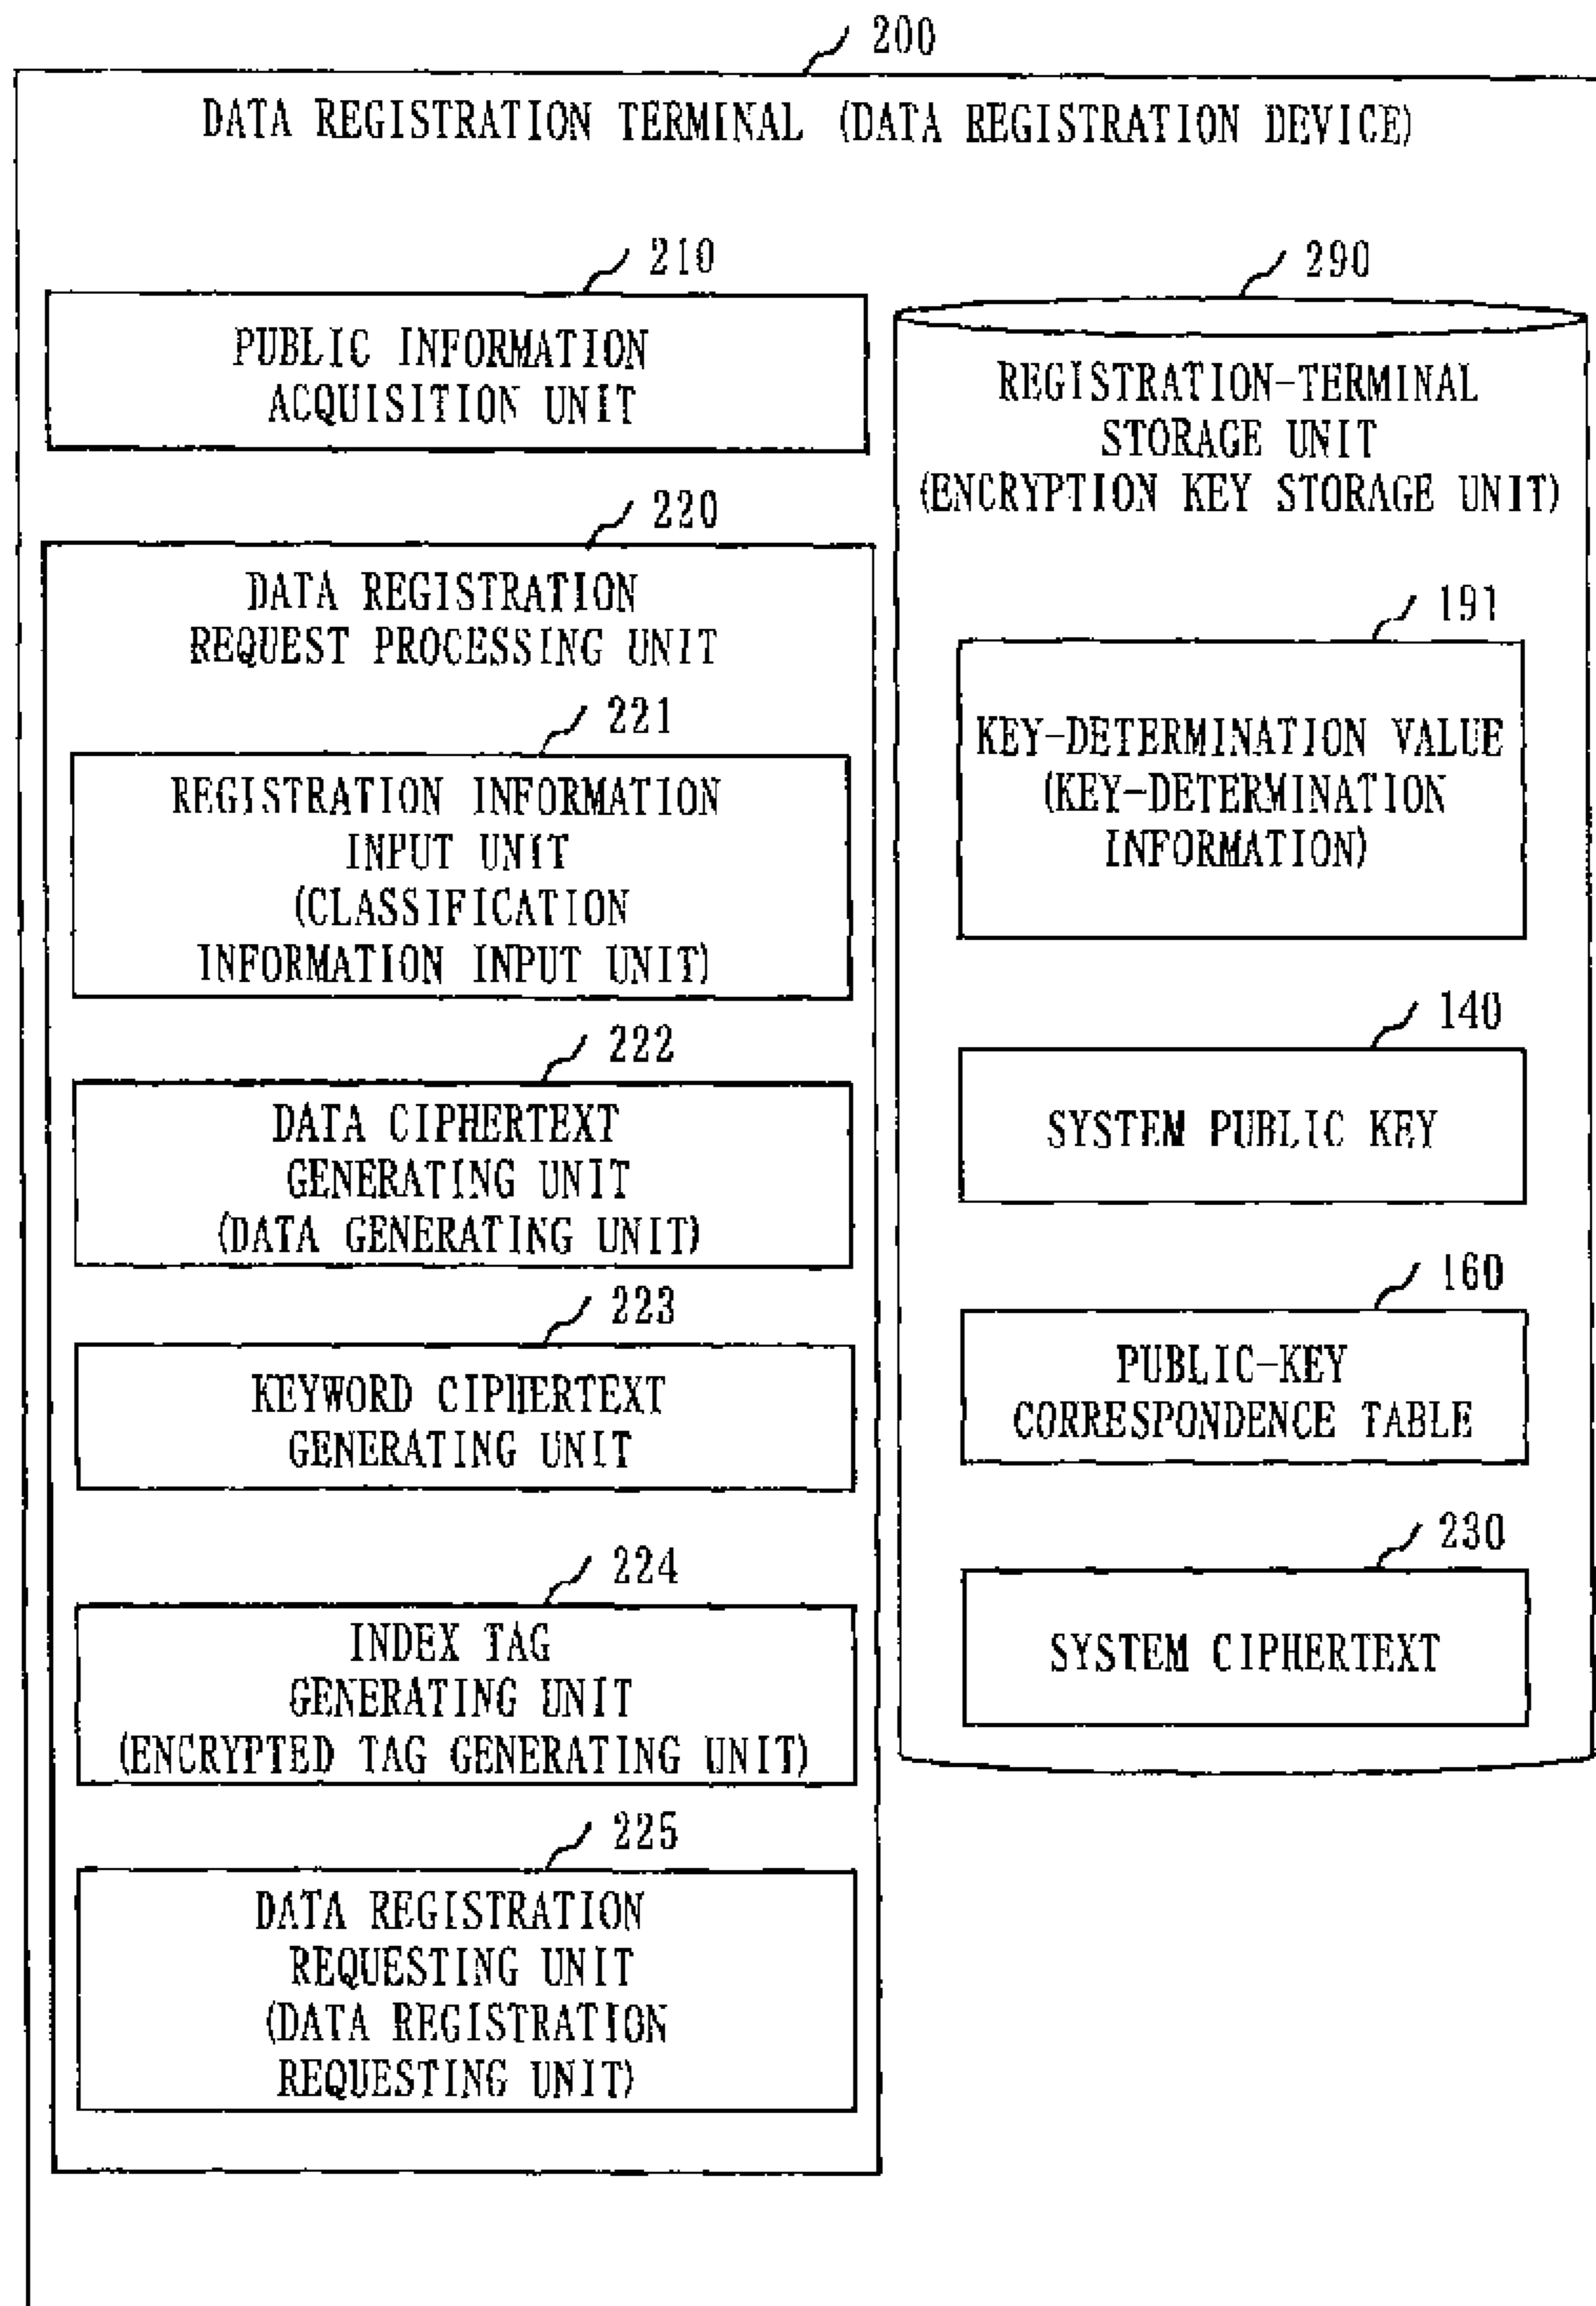 200
DATA REGISTRATION TERMINAL (DATA REGISTRATION DEVICE)
210
PUBLIC INFORMATION
ACQUISITION UNIT
220
DATA REGISTRATION
REQUEST PROCESSING UNIT
221
REGISTRATION INFORMATION
INPUT UNIT
(CLASSIFICATION
INFORMATION INPUT UNIT)
222
DATA CIPHERTEXT
GENERATING UNIT
(DATA GENERATING UNIT)
223
KEYWORD CIPHERTEXT
GENERATING UNIT
224
INDEX TAG
GENERATING UNIT
(ENCRYPTED TAG GENERATING UNIT)
225
DATA REGISTRATION
REQUESTING UNIT
(DATA REGISTRATION
REQUESTING UNIT)
290
REGISTRATION-TERMINAL
STORAGE UNIT
(ENCRYPTION KEY STORAGE UNIT)
191
KEY-DETERMINATION VALUE
(KEY-DETERMINATION
INFORMATION)
140
SYSTEM PUBLIC KEY
160
PUBLIC-KEY
CORRESPONDENCE TABLE
230
SYSTEM CIPHERTEXT